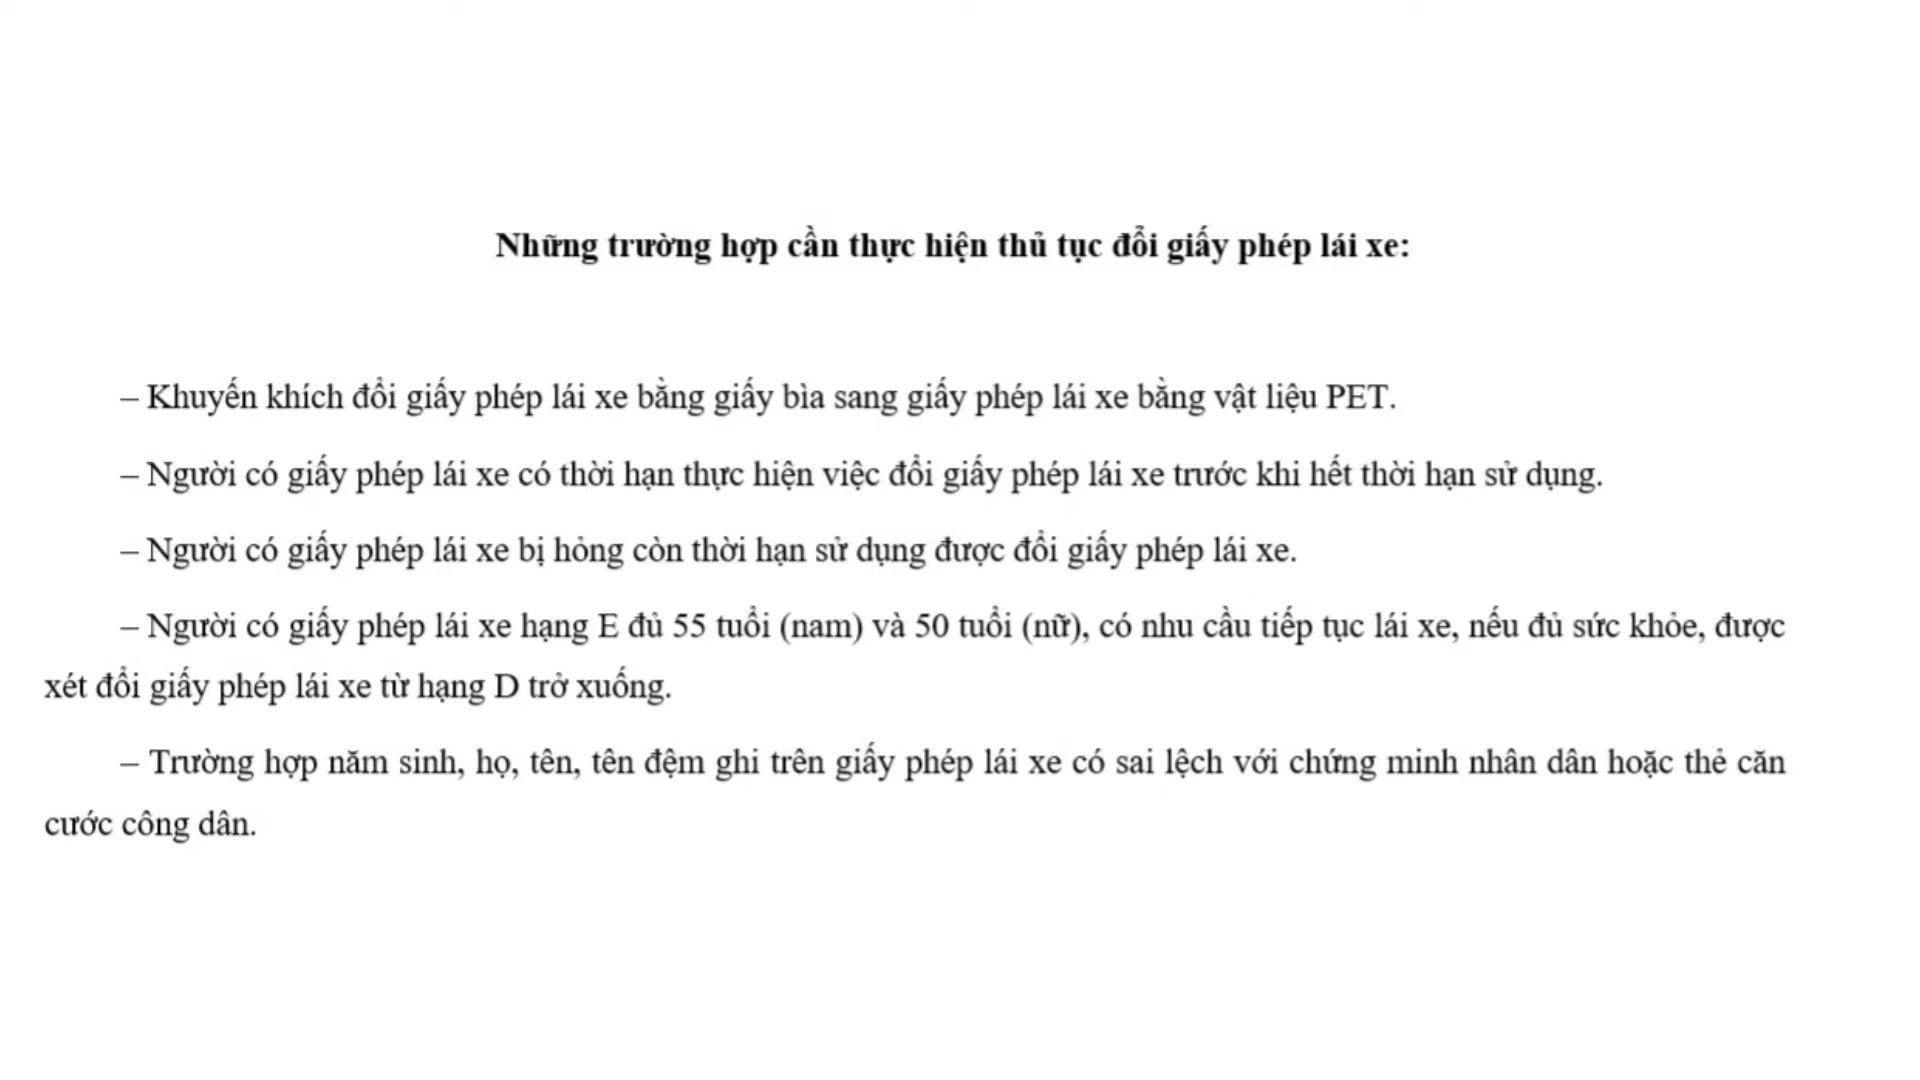 Những trường hợp cần thực hiện thủ tục đổi giấy phép lái xe:
– Khuyến khích đổi giấy phép lái xe bằng giấy bìa sang giấy phép lái xe bằng vật liệu PET.
– Người có giấy phép lái xe có thời hạn thực hiện việc đổi giấy phép lái xe trước khi hết thời hạn sử dụng.
– Người có giấy phép lái xe bị hỏng còn thời hạn sử dụng được đổi giấy phép lái xe.
– Người có giấy phép lái xe hạng E đủ 55 tuổi (nam) và 50 tuổi (nữ), có nhu cầu tiếp tục lái xe, nếu đủ sức khỏe, được
xét đổi giấy phép lái xe từ hạng D trở xuống.
– Trường hợp năm sinh, họ, tên, tên đệm ghi trên giấy phép lái xe có sai lệch với chứng minh nhân dân hoặc thẻ căn
cước công dân.